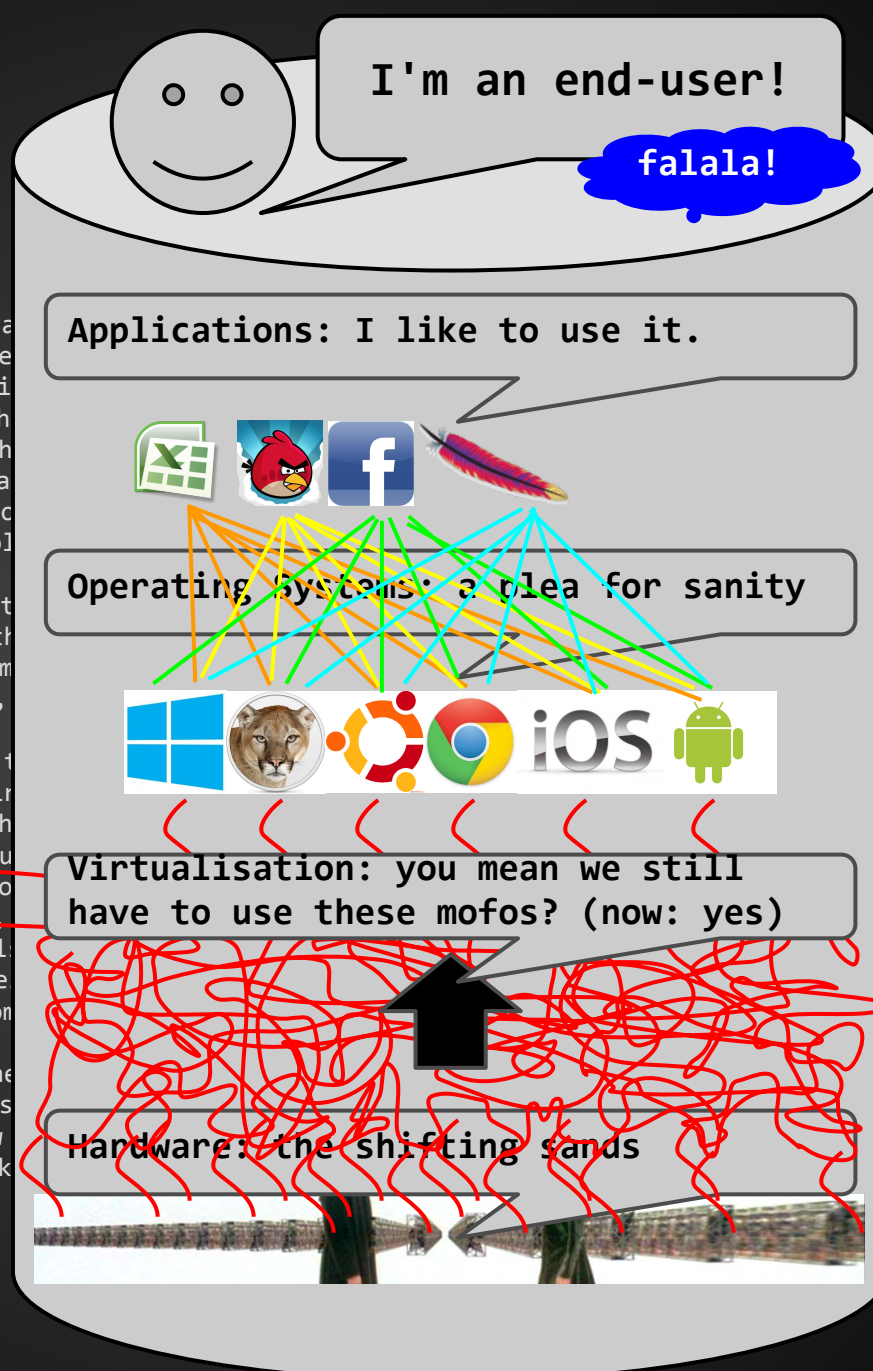 I'm an end-user!
falala!
Applications: I like to use it.
Operating Systems: a plea for sanity
iOS
Virtualisation: you mean we still
have to use these mofos? (now: yes)
Hardware: the shifting sands